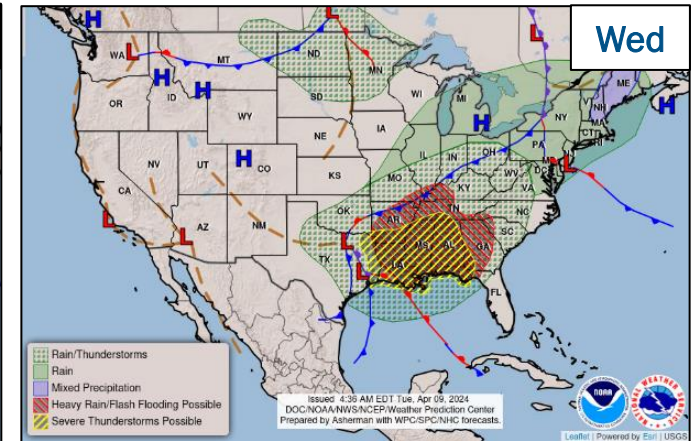 Wed
H
L
L
L
WA
MT
ND
MN
H
H
OR
ID
SD
WI
MI
ME
VT
NH
NY
MA
CT
RI
H
H
WY
IA
NE
PA
NJ
L
NV
UT
H
CO
IL
IN
OH
WV
VA
MD
DC
KS
MO
KY
CA
L
AZ
L
NM
OK
AR
TN
NC
SC
L
TX
L
LA
MS
AL
GA
FL
Rain/Thunderstorms
Rain
Mixed Precipitation
Heavy Rain/Flash Flooding Possible
Severe Thunderstorms Possible
Issued 4:36 AM EDT Tue, Apr 09, 2024
DOC/NOAA/NWS/NCEP/Weather Prediction Center
Prepared by Asherman with WPC/SPC/NHC forecasts.
NOAA
NATIONAL WEATHER SERVICE
Leaflet | Powered by Esri | USGS